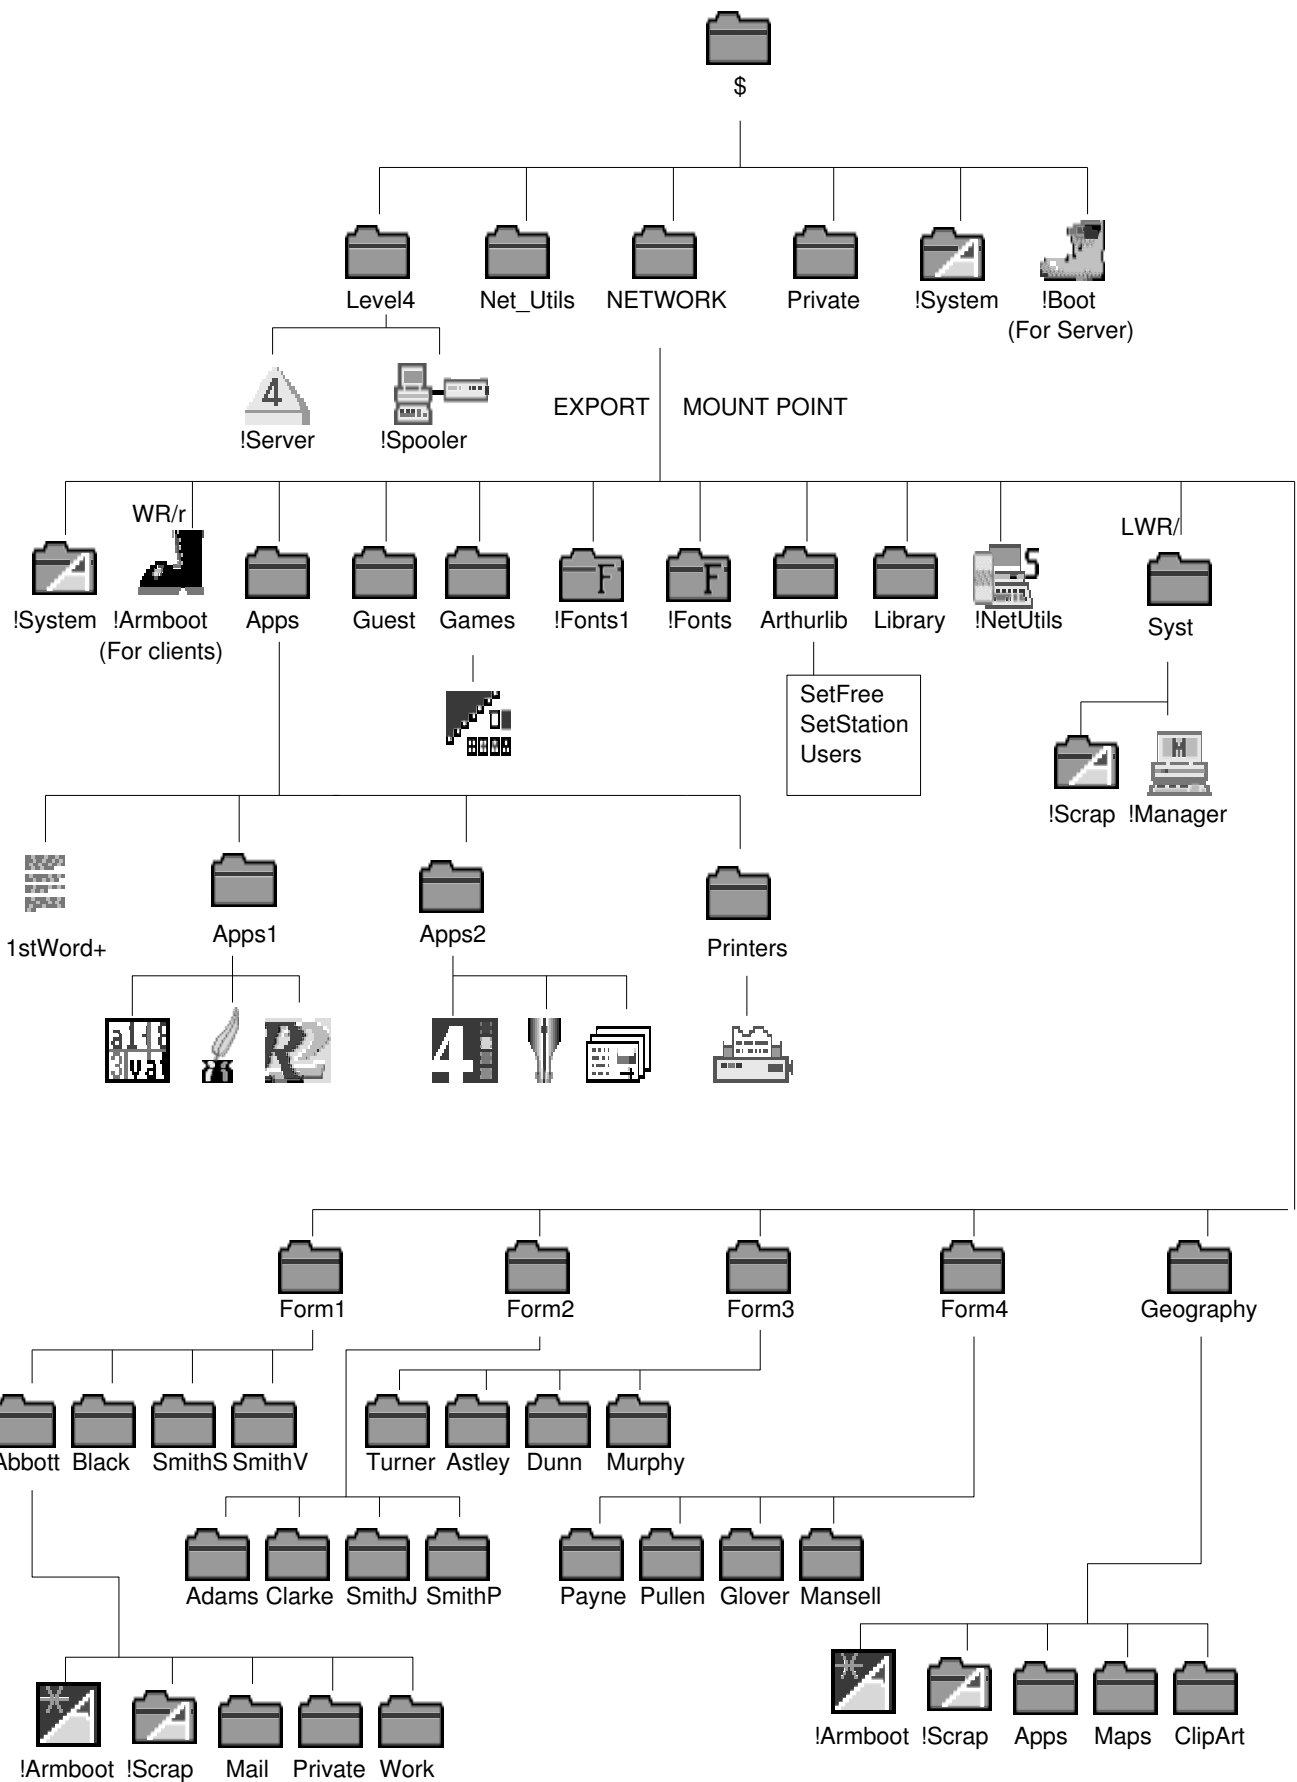 $
Level4 Net_Utils NETWORK Private !System !Boot
(For Server)
4
!Server !Spooler
EXPORT MOUNT POINT
WR/r
LWR/
F F S
!System !Armboot Apps Guest Games !Fonts1 !Fonts Arthurlib Library !NetUtils Syst
(For clients)
SetFree
SetStation
Users
M
!Scrap !Manager
1stWord+ Apps1 Apps2 Printers
4
Form1 Form2 Form3 Form4 Geography
Abbott Black SmithS SmithV Turner Astley Dunn Murphy
Adams Clarke SmithJ SmithP Payne Pullen Glover Mansell
!Armboot !Scrap Apps Maps ClipArt
!Armboot !Scrap Mail Private Work